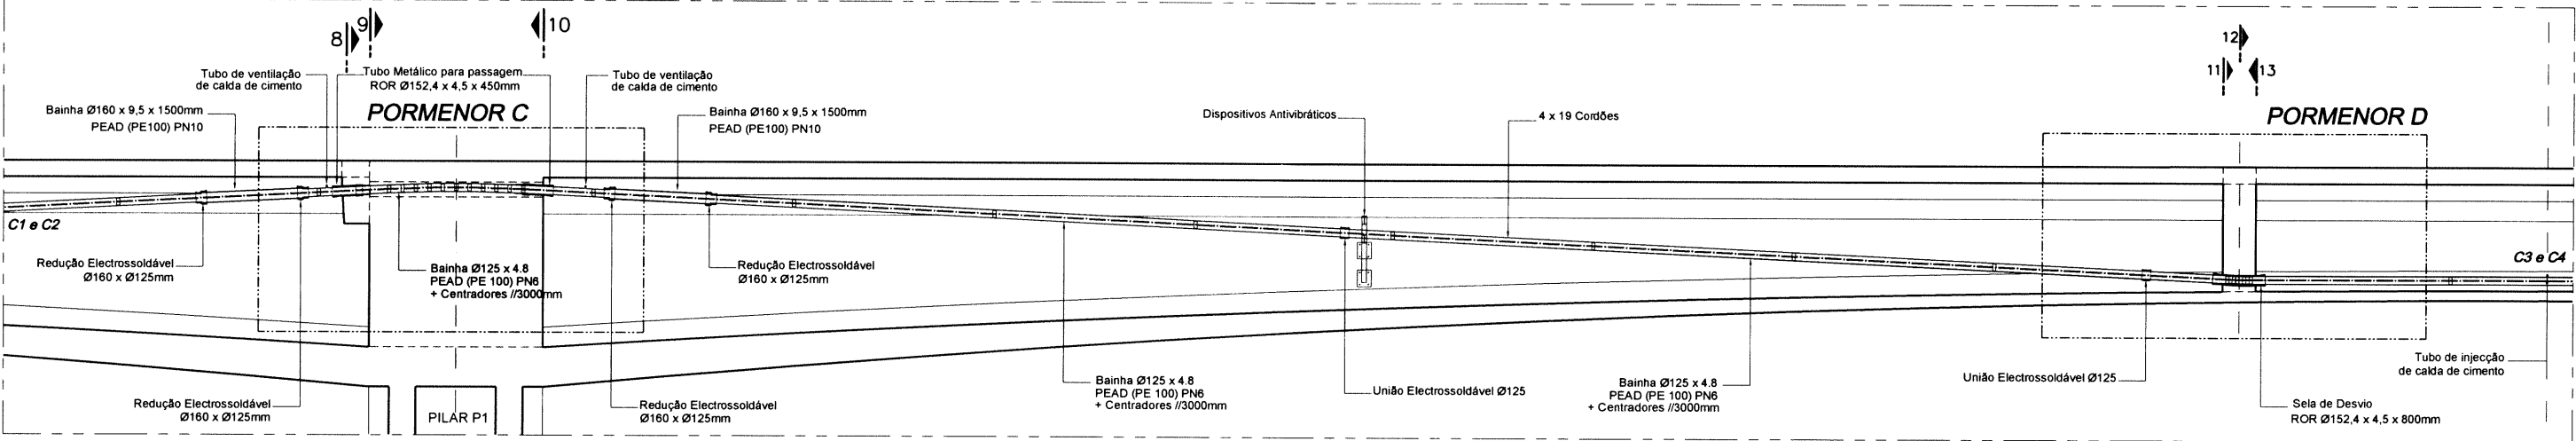 8
9
10
12
11
13
Tubo de ventilação
de calda de cimento
Tubo Metálico para passagem
ROR Ø152,4 x 4,5 x 450mm
Tubo de ventilação
de calda de cimento
Bainha Ø160 x 9,5 x 1500mm
PEAD (PE100) PN10
PORMENOR C
Bainha Ø160 x 9,5 x 1500mm
PEAD (PE100) PN10
Dispositivos Antivibráticos
4 x 19 Cordões
PORMENOR D
C1 e C2
C3 e C4
Redução Electrossoldável
Ø160 x Ø125mm
Bainha Ø125 x 4.8
PEAD (PE 100) PN6
+ Centradores //3000mm
Redução Electrossoldável
Ø160 x Ø125mm
Redução Electrossoldável
Ø160 x Ø125mm
PILAR P1
Redução Electrossoldável
Ø160 x Ø125mm
Bainha Ø125 x 4.8
PEAD (PE 100) PN6
+ Centradores //3000mm
União Electrossoldável Ø125
Bainha Ø125 x 4.8
PEAD (PE 100) PN6
+ Centradores //3000mm
União Electrossoldável Ø125
Tubo de injecção
de calda de cimento
Sela de Desvio
ROR Ø152,4 x 4,5 x 800mm